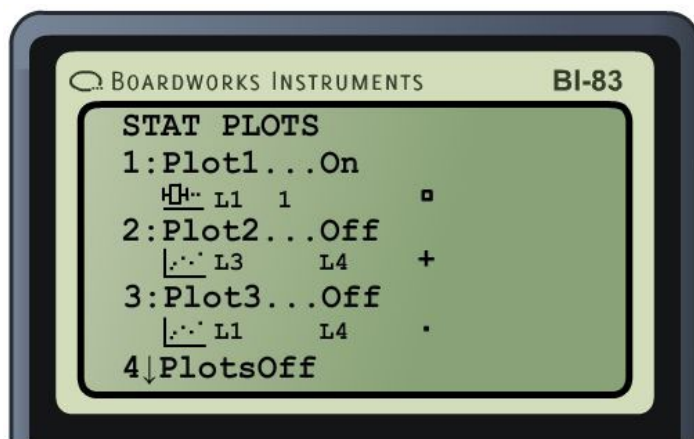 BOARDWORKS INSTRUMENTS BI-83
STAT PLOTS
1:Plot1...On
L1 1
2:Plot2...Off
L3 L4 +
3:Plot3...Off
L1 L4 .
4↓PlotsOff